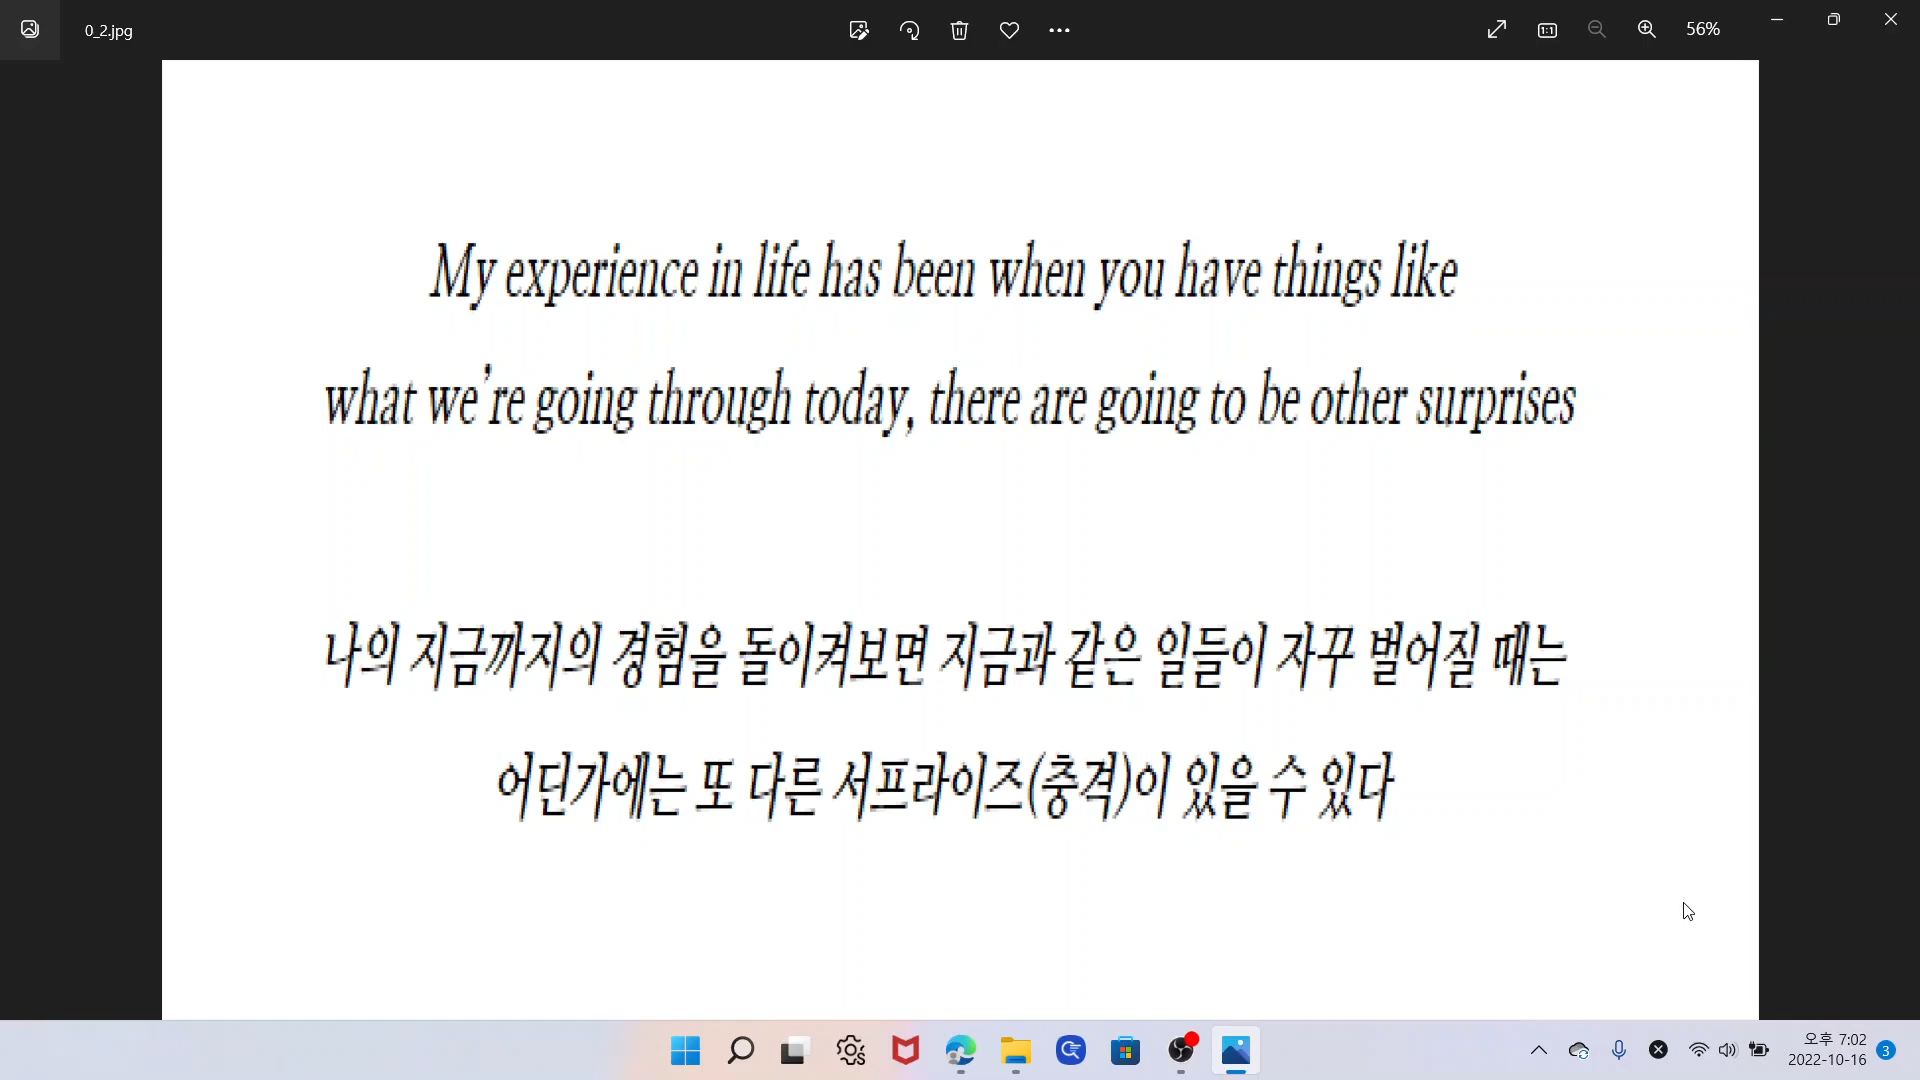 0_2.jpg
56%
My experience in life has been when you have things like
what we're going through today, there are going to be other surprises
나의 지금까지의 경험을 돌이켜보면 지금과 같은 일들이 자꾸 벌어질 때는
어딘가에는 또 다른 서프라이즈(충격)이 있을 수 있다
오후 7:02
2022-10-16
3